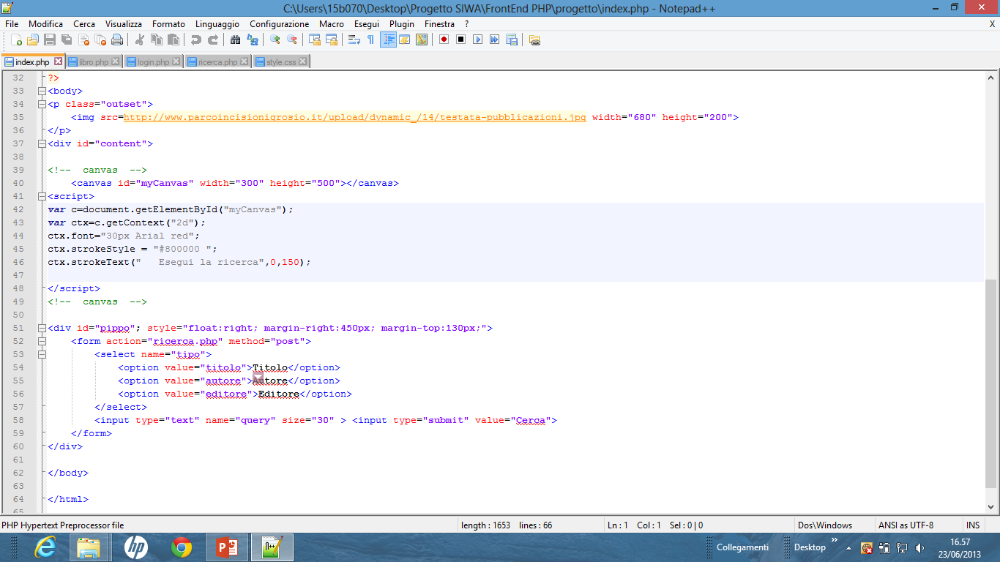 C:\Users\15b070\Desktop\Progetto SIWA\FrontEnd PHP\progetto\index.php - Notepad++
File Modifica Cerca Visualizza Formato Linguaggio Configurazione Macro Esegui Plugin Finestra ? X
index.php libro.php login.php ricerca.php style.css
32 ?>
33 <body>
34 <p class="outset">
35 <img src=http://www.parcoincisionigrosio.it/upload/dynamic_/14/testata-pubblicazioni.jpg width="680" height="200">
36 </p>
37 <div id="content">
38
39 <!-- canvas -->
40 <canvas id="myCanvas" width="300" height="500"></canvas>
41 <script>
42 var c=document.getElementById("myCanvas");
43 var ctx=c.getContext("2d");
44 ctx.font="30px Arial red";
45 ctx.strokeStyle = "#800000 ";
46 ctx.strokeText("   Esegui la ricerca",0,150);
47
48 </script>
49 <!-- canvas -->
50
51 <div id="pippo"; style="float:right; margin-right:450px; margin-top:130px;">
52 <form action="ricerca.php" method="post">
53 <select name="tipo">
54 <option value="titolo">Titolo</option>
55 <option value="autore">Autore</option>
56 <option value="editore">Editore</option>
57 </select>
58 <input type="text" name="query" size="30" > <input type="submit" value="Cerca">
59 </form>
60 </div>
61
62 </body>
63
64 </html>
65
PHP Hypertext Preprocessor file length : 1653 lines : 66 Ln : 1 Col : 1 Sel : 0 | 0 Dos\Windows ANSI as UTF-8 INS
Collegamenti Desktop 16.57
23/06/2013